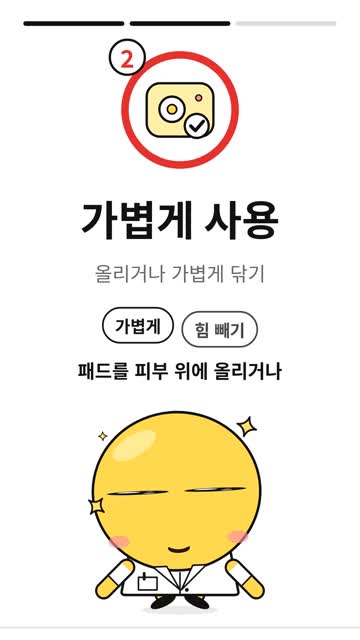 2
가볍게 사용
올리거나 가볍게 닦기
가볍게 힘 빼기
패드를 피부 위에 올리거나